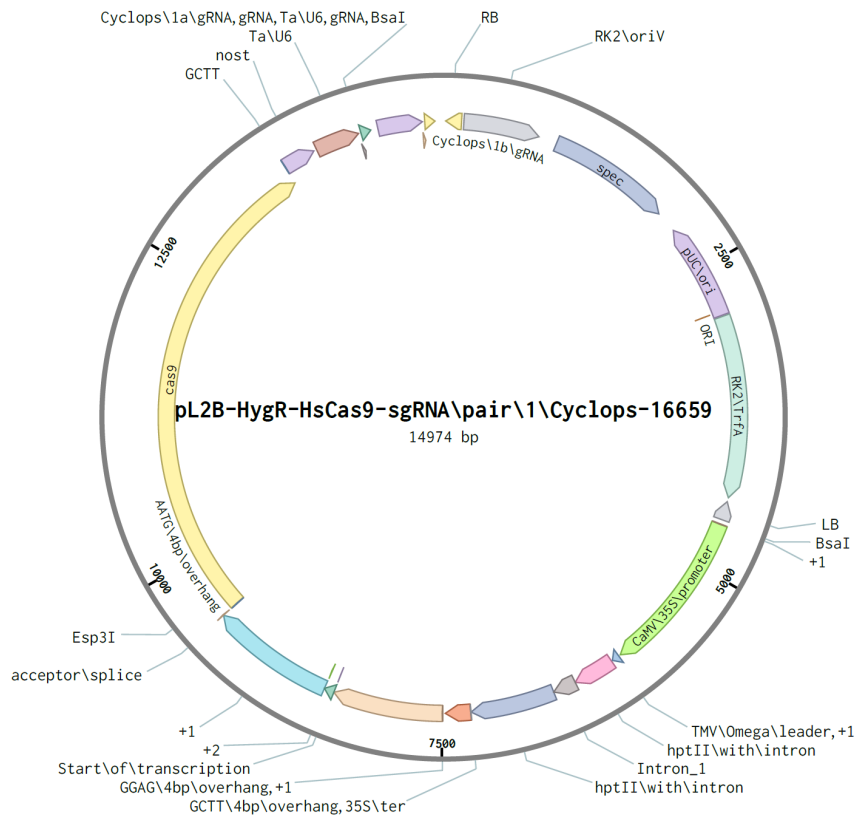 Cyclops\1a\gRNA,gRNA,Ta\U6,gRNA,BsaI
RB
Ta\U6
RK2\oriV
nost
GCTT
Cyclops\1b\gRNA
spec
2500
12500
pUC\ori
ORI
cas9
RK2\TrfA
pL2B-HygR-HsCas9-sgRNA\pair\1\Cyclops-16659
14974 bp
AATG\4bp\overhang
LB
BsaI
+1
CaMV\35S\promoter
5000
10000
Esp3I
acceptor\splice
+1
+2
Start\of\transcription
GGAG\4bp\overhang,+1
GCTT\4bp\overhang,35S\ter
7500
TMV\Omega\leader,+1
hptII\with\intron
Intron_1
hptII\with\intron